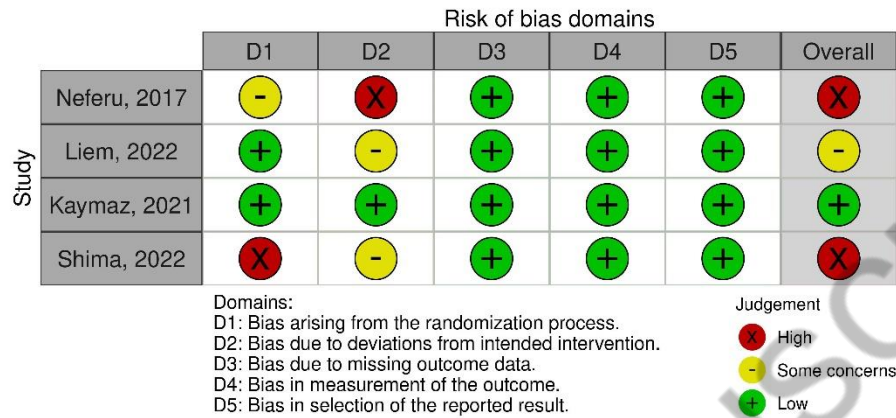 Risk of bias domains
D1 D2 D3 D4 D5 Overall
Study
Neferu, 2017 - X + + + X
Liem, 2022 + - + + + -
Kaymaz, 2021 + + + + + +
Shima, 2022 X - + + + X
Domains:
D1: Bias arising from the randomization process.
D2: Bias due to deviations from intended intervention.
D3: Bias due to missing outcome data.
D4: Bias in measurement of the outcome.
D5: Bias in selection of the reported result.
Judgement
X High
- Some concerns
+ Low